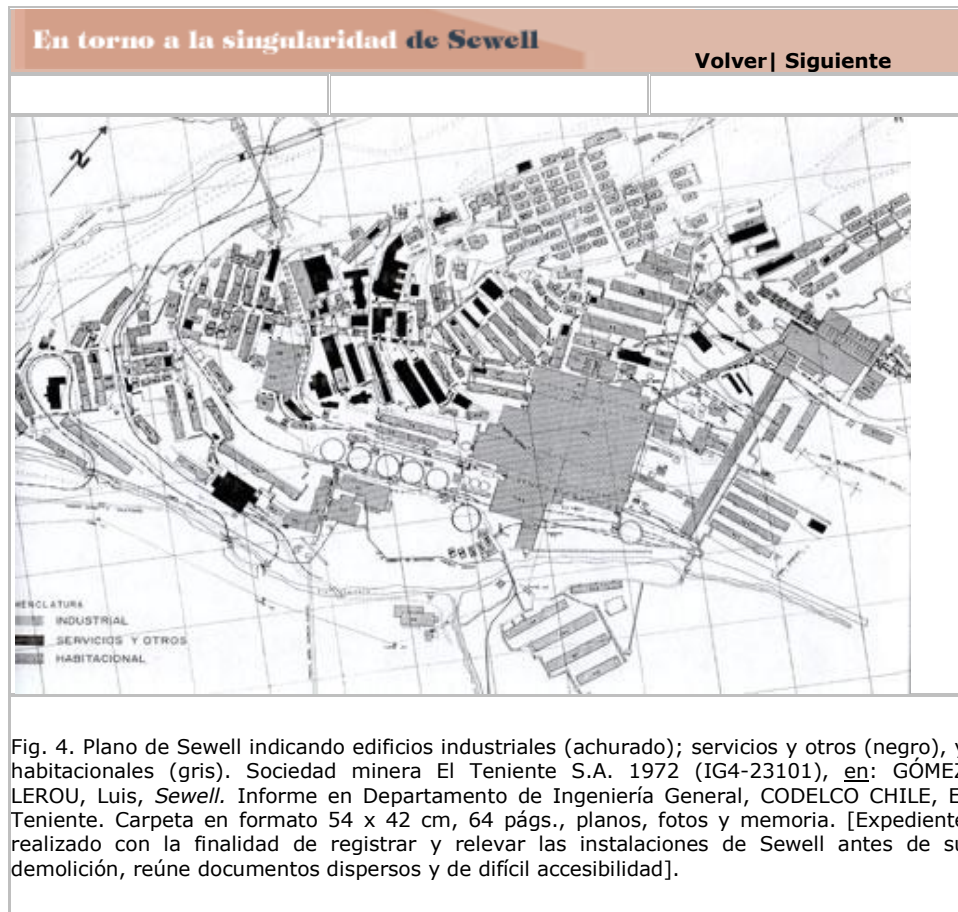 En torno a la singularidad de Sewell
Volver| Siguiente
INDUSTRIAL
SERVICIOS Y OTROS
HABITACIONAL
Fig. 4. Plano de Sewell indicando edificios industriales (achurado); servicios y otros (negro), y
habitacionales (gris). Sociedad minera El Teniente S.A. 1972 (IG4-23101), en: GÓMEZ
LEROU, Luis, Sewell. Informe en Departamento de Ingeniería General, CODELCO CHILE, E
Teniente. Carpeta en formato 54 x 42 cm, 64 págs., planos, fotos y memoria. [Expediente
realizado con la finalidad de registrar y relevar las instalaciones de Sewell antes de su
demolición, reúne documentos dispersos y de difícil accesibilidad].